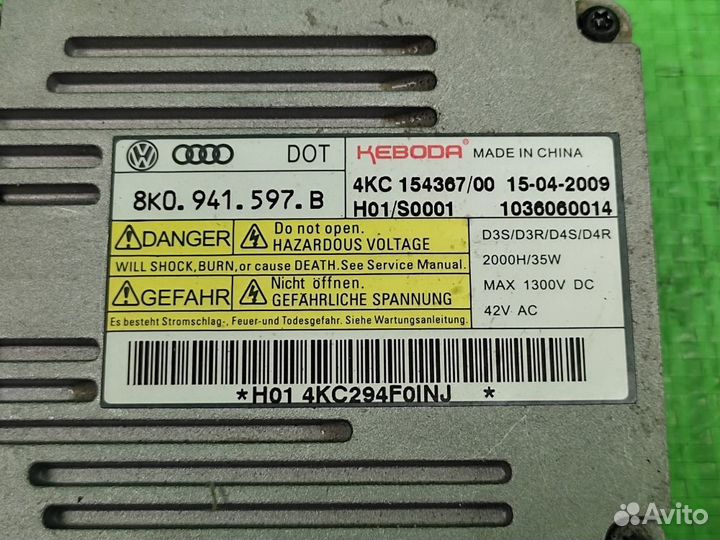 DOT
KEBODA MADE IN CHINA
8K0.941.597.B
4KC 154367/00 15-04-2009
H01/S0001 1036060014
DANGER Do not open.
HAZARDOUS VOLTAGE
WILL SHOCK, BURN, or cause DEATH. See Service Manual.
GEFAHR Nicht öffnen.
GEFÄHRLICHE SPANNUNG
Es besteht Stromschlag-, Feuer-und Todesgefahr. Siehe Wartungsanleitung.
D3S/D3R/D4S/D4R
2000H/35W
MAX 1300V DC
42V AC
*H01 4KC294F0INJ *
Avito